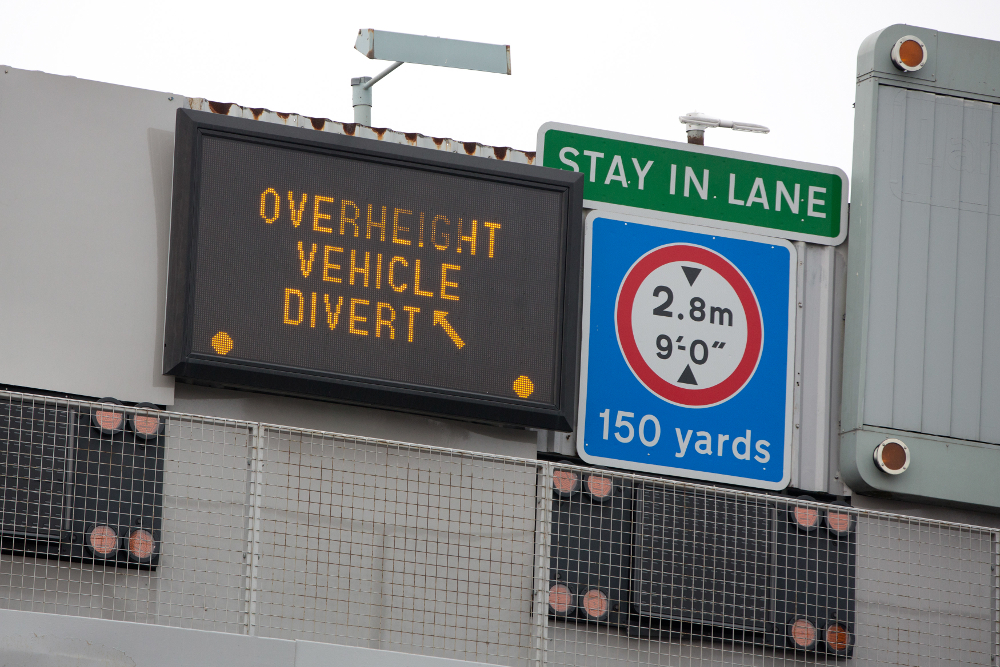 OVERHEIGHT
VEHICLE
DIVERT ↖
STAY IN LANE
2.8m
9'-0"
150 yards